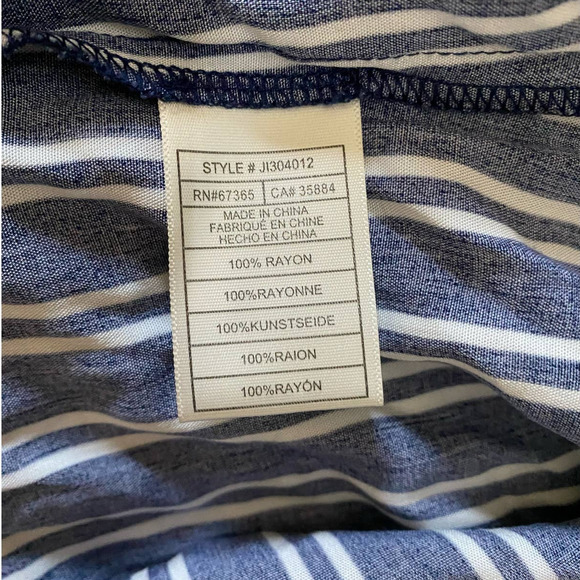 STYLE # JI304012
RN#67365 CA# 35884
MADE IN CHINA
FABRIQUÉ EN CHINE
HECHO EN CHINA
100% RAYON
100%RAYONNE
100%KUNSTSEIDE
100%RAION
100%RAYÓN